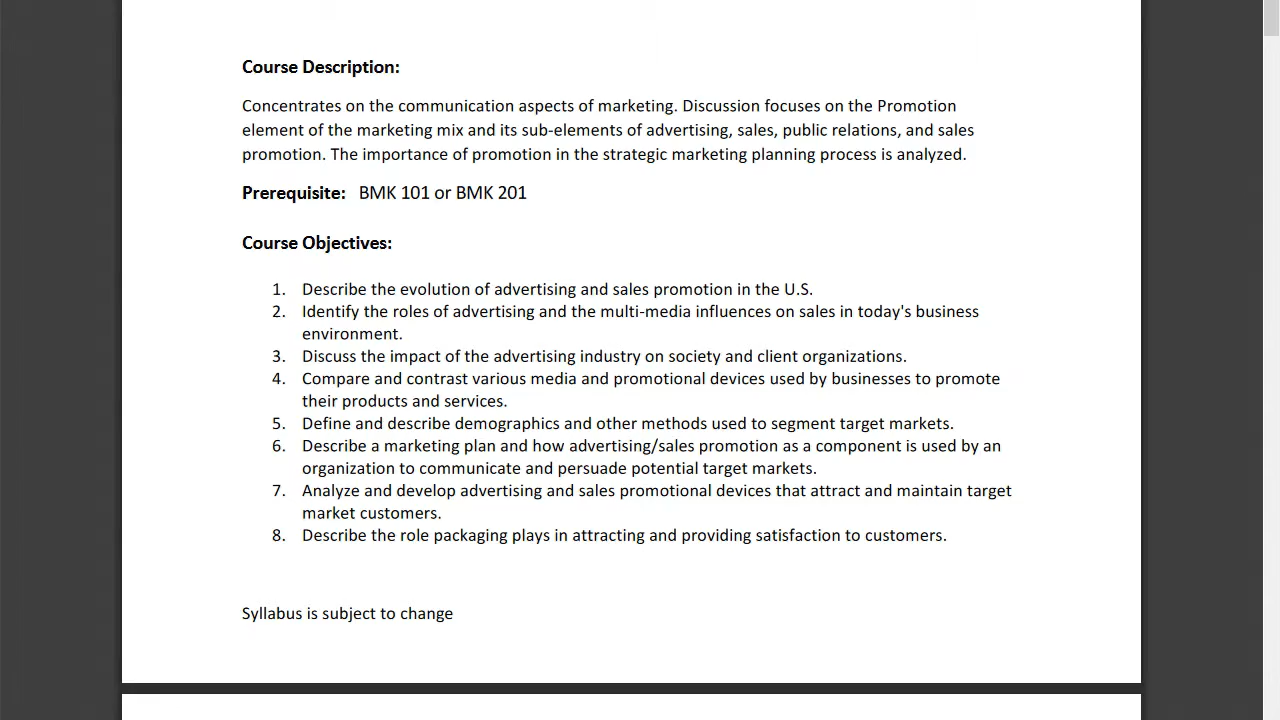 Course Description:
Concentrates on the communication aspects of marketing. Discussion focuses on the Promotion
element of the marketing mix and its sub-elements of advertising, sales, public relations, and sales
promotion. The importance of promotion in the strategic marketing planning process is analyzed.
Prerequisite: BMK 101 or BMK 201
Course Objectives:
1. Describe the evolution of advertising and sales promotion in the U.S.
2. Identify the roles of advertising and the multi-media influences on sales in today's business
environment.
3. Discuss the impact of the advertising industry on society and client organizations.
4. Compare and contrast various media and promotional devices used by businesses to promote
their products and services.
5. Define and describe demographics and other methods used to segment target markets.
6. Describe a marketing plan and how advertising/sales promotion as a component is used by an
organization to communicate and persuade potential target markets.
7. Analyze and develop advertising and sales promotional devices that attract and maintain target
market customers.
8. Describe the role packaging plays in attracting and providing satisfaction to customers.
Syllabus is subject to change